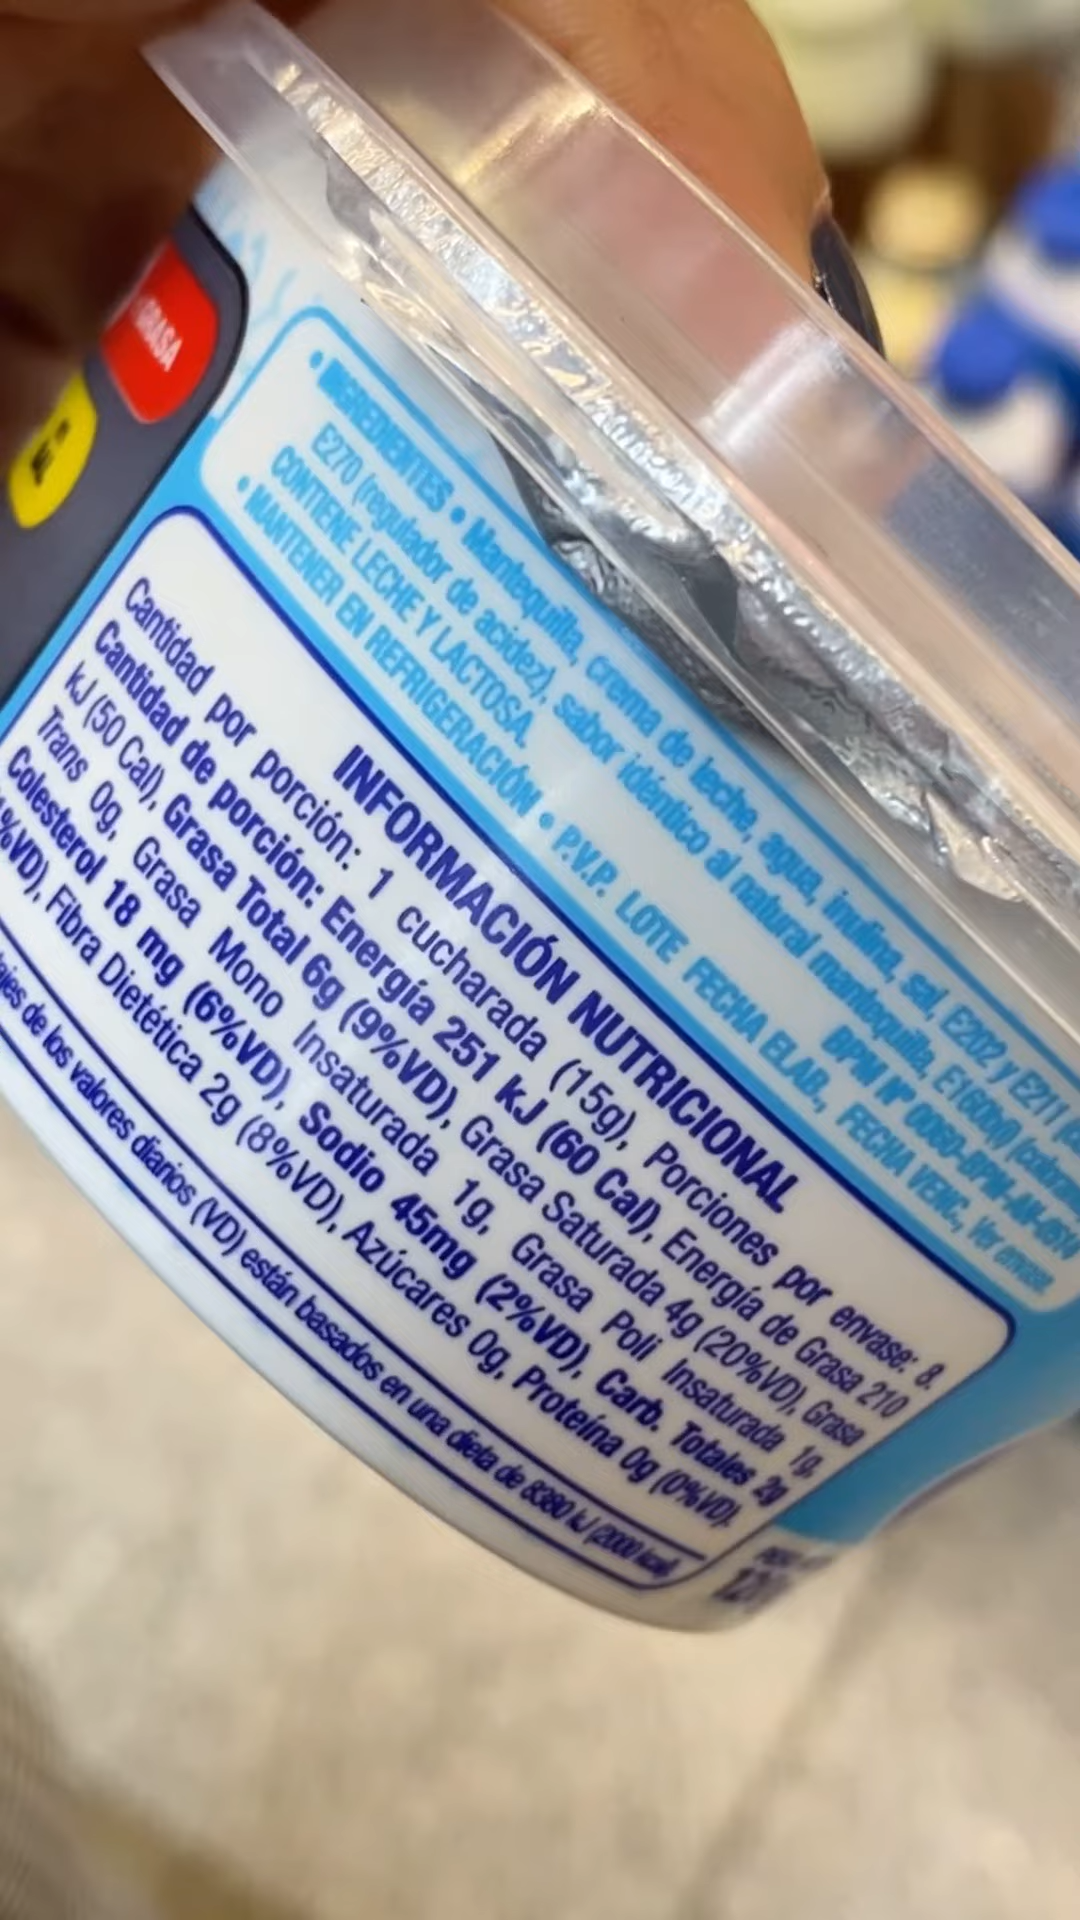 GRASA
• INGREDIENTES • Mantequilla, crema de leche, agua, inulina, sal, E202 y E211
E270 (regulador de acidez), sabor idéntico al natural mantequilla, E160b(i)
CONTIENE LECHE Y LACTOSA.
BPM Nº
• MANTENER EN REFRIGERACIÓN • P.V.P. LOTE FECHA ELAB., FECHA VENC., Ver envase.
INFORMACIÓN NUTRICIONAL
Cantidad por porción: 1 cucharada (15g), Porciones por envase: 8.
Cantidad de porción: Energía 251 kJ (60 Cal), Energía de Grasa 210
kJ (50 Cal), Grasa Total 6g (9%VD), Grasa Saturada 4g (20%VD), Grasa
Trans 0g, Grasa Mono Insaturada 1g, Grasa Poli Insaturada 1g,
Colesterol 18 mg (6%VD), Sodio 45mg (2%VD), Carb. Totales 2g
%VD), Fibra Dietética 2g (8%VD), Azúcares 0g, Proteína 0g (0%VD).
de los valores diarios (VD) están basados en una dieta de 8380 kJ (2000 kcal)